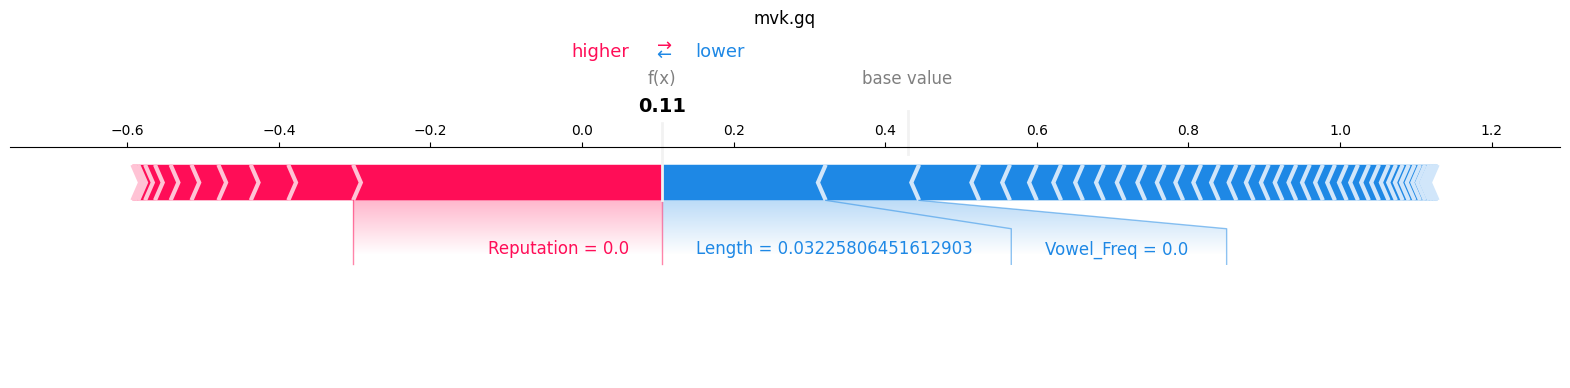 mvk.gq
higher → ← lower
f(x) base value
0.11
−0.6 −0.4 −0.2 0.0 0.2 0.4 0.6 0.8 1.0 1.2
Reputation = 0.0 Length = 0.03225806451612903 Vowel_Freq = 0.0